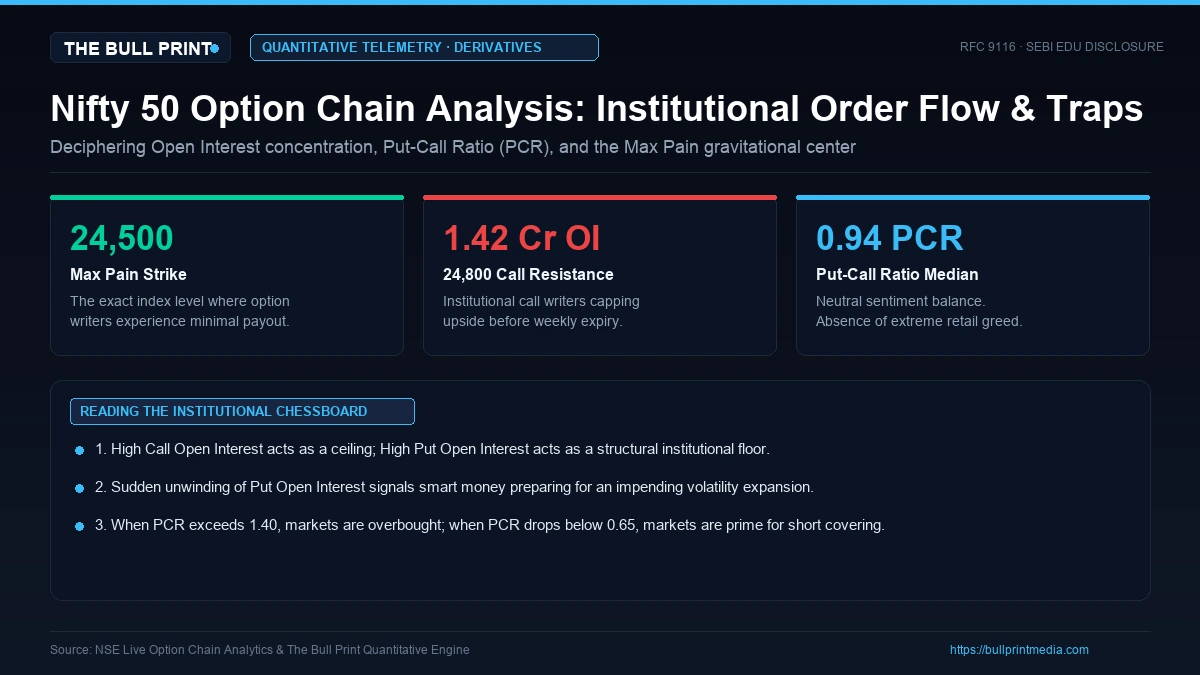 THE BULL PRINT
QUANTITATIVE TELEMETRY · DERIVATIVES
RFC 9116 · SEBI EDU DISCLOSURE
Nifty 50 Option Chain Analysis: Institutional Order Flow & Traps
Deciphering Open Interest concentration, Put-Call Ratio (PCR), and the Max Pain gravitational center
24,500
Max Pain Strike
The exact index level where option
writers experience minimal payout.
1.42 Cr OI
24,800 Call Resistance
Institutional call writers capping
upside before weekly expiry.
0.94 PCR
Put-Call Ratio Median
Neutral sentiment balance.
Absence of extreme retail greed.
READING THE INSTITUTIONAL CHESSBOARD
1. High Call Open Interest acts as a ceiling; High Put Open Interest acts as a structural institutional floor.
2. Sudden unwinding of Put Open Interest signals smart money preparing for an impending volatility expansion.
3. When PCR exceeds 1.40, markets are overbought; when PCR drops below 0.65, markets are prime for short covering.
Source: NSE Live Option Chain Analytics & The Bull Print Quantitative Engine
https://bullprintmedia.com